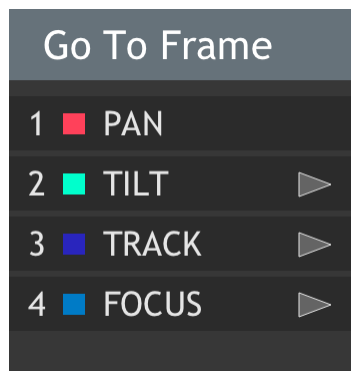 Go To Frame
1 PAN
2 TILT
3 TRACK
4 FOCUS